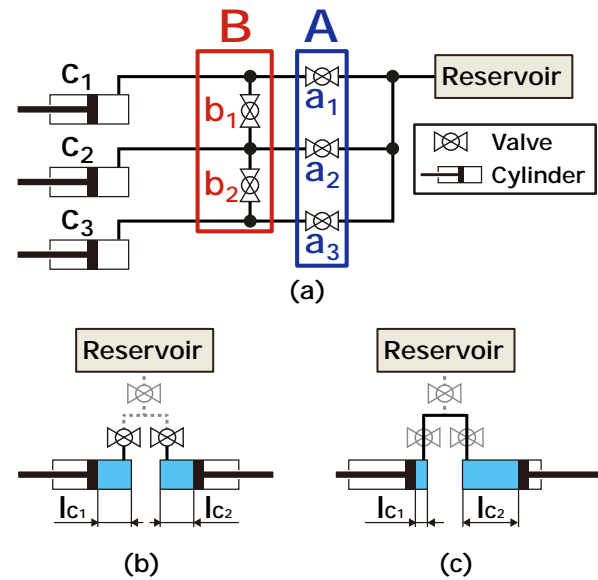 B A
C1
Reservoir
b1 a1
C2
Valve
b2 a2
Cylinder
C3
a3
(a)
Reservoir Reservoir
lC1 lC2 lC1 lC2
(b) (c)